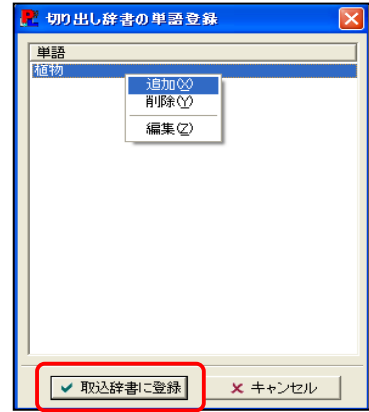 切り出し辞書の単語登録
単語
植物
追加(X)
削除(Y)
編集(Z)
取込辞書に登録
キャンセル